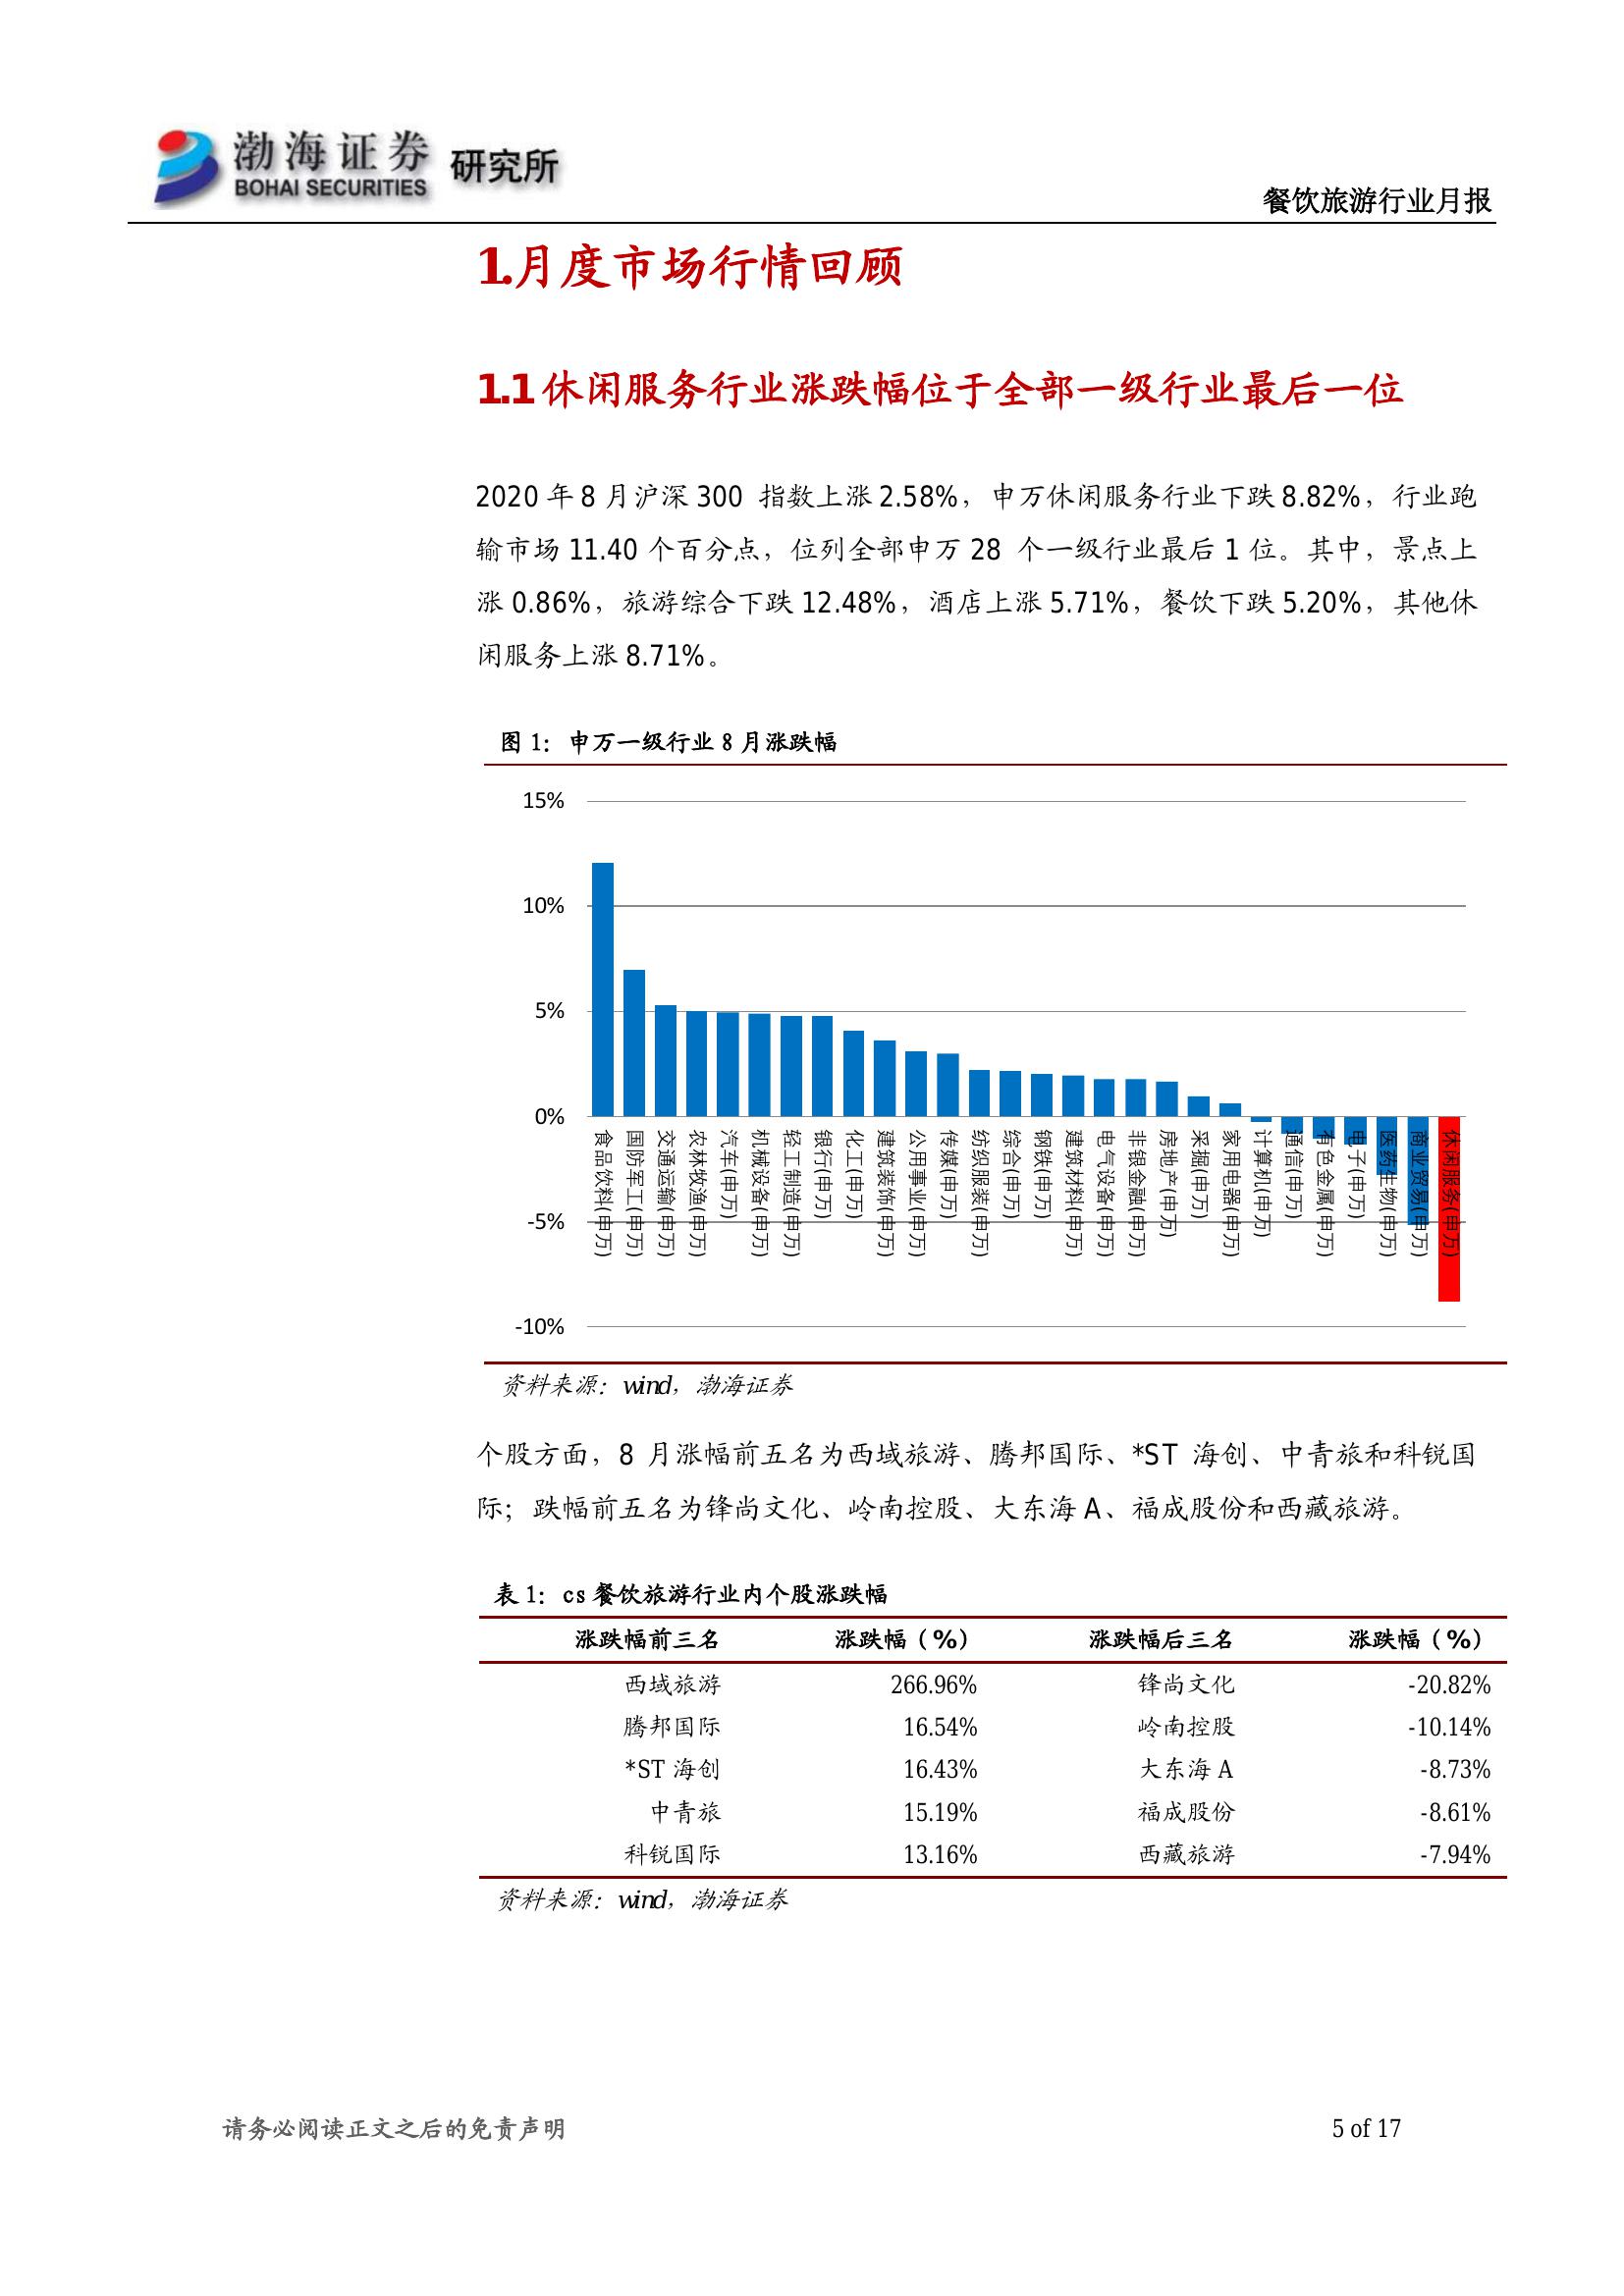 渤海证券 研究所
BOHAI SECURITIES
餐饮旅游行业月报
1.月度市场行情回顾
1.1 休闲服务行业涨跌幅位于全部一级行业最后一位
2020 年 8 月沪深 300 指数上涨 2.58%，申万休闲服务行业下跌 8.82%，行业跑
输市场 11.40 个百分点，位列全部申万 28 个一级行业最后 1 位。其中，景点上
涨 0.86%，旅游综合下跌 12.48%，酒店上涨 5.71%，餐饮下跌 5.20%，其他休
闲服务上涨 8.71%。
图 1：申万一级行业 8 月涨跌幅
15%
10%
5%
0%
-5%
-10%
食品饮料(申万)
国防军工(申万)
交通运输(申万)
农林牧渔(申万)
汽车(申万)
机械设备(申万)
轻工制造(申万)
银行(申万)
化工(申万)
建筑装饰(申万)
公用事业(申万)
传媒(申万)
纺织服装(申万)
综合(申万)
钢铁(申万)
建筑材料(申万)
电气设备(申万)
非银金融(申万)
房地产(申万)
采掘(申万)
家用电器(申万)
计算机(申万)
通信(申万)
有色金属(申万)
电子(申万)
医药生物(申万)
商业贸易(申万)
休闲服务(申万)
资料来源：wind，渤海证券
个股方面，8 月涨幅前五名为西域旅游、腾邦国际、*ST 海创、中青旅和科锐国
际；跌幅前五名为锋尚文化、岭南控股、大东海 A、福成股份和西藏旅游。
表 1：cs 餐饮旅游行业内个股涨跌幅
涨跌幅前三名 涨跌幅（%） 涨跌幅后三名 涨跌幅（%）
西域旅游 266.96% 锋尚文化 -20.82%
腾邦国际 16.54% 岭南控股 -10.14%
*ST 海创 16.43% 大东海 A -8.73%
中青旅 15.19% 福成股份 -8.61%
科锐国际 13.16% 西藏旅游 -7.94%
资料来源：wind，渤海证券
请务必阅读正文之后的免责声明
5 of 17